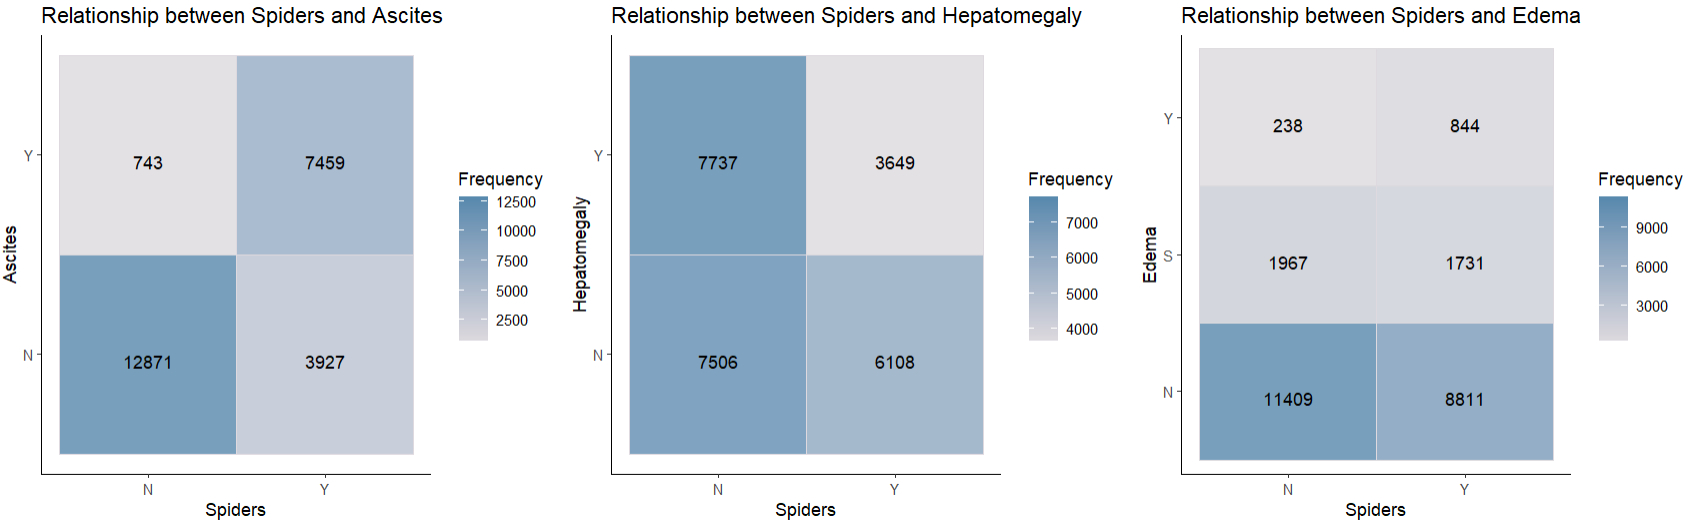 Relationship between Spiders and Ascites
Ascites
Y
N
743
7459
12871
3927
N
Y
Spiders
Frequency
12500
10000
7500
5000
2500
Relationship between Spiders and Hepatomegaly
Hepatomegaly
Y
N
7737
3649
7506
6108
N
Y
Spiders
Frequency
7000
6000
5000
4000
Relationship between Spiders and Edema
Edema
Y
S
N
238
844
1967
1731
11409
8811
N
Y
Spiders
Frequency
9000
6000
3000